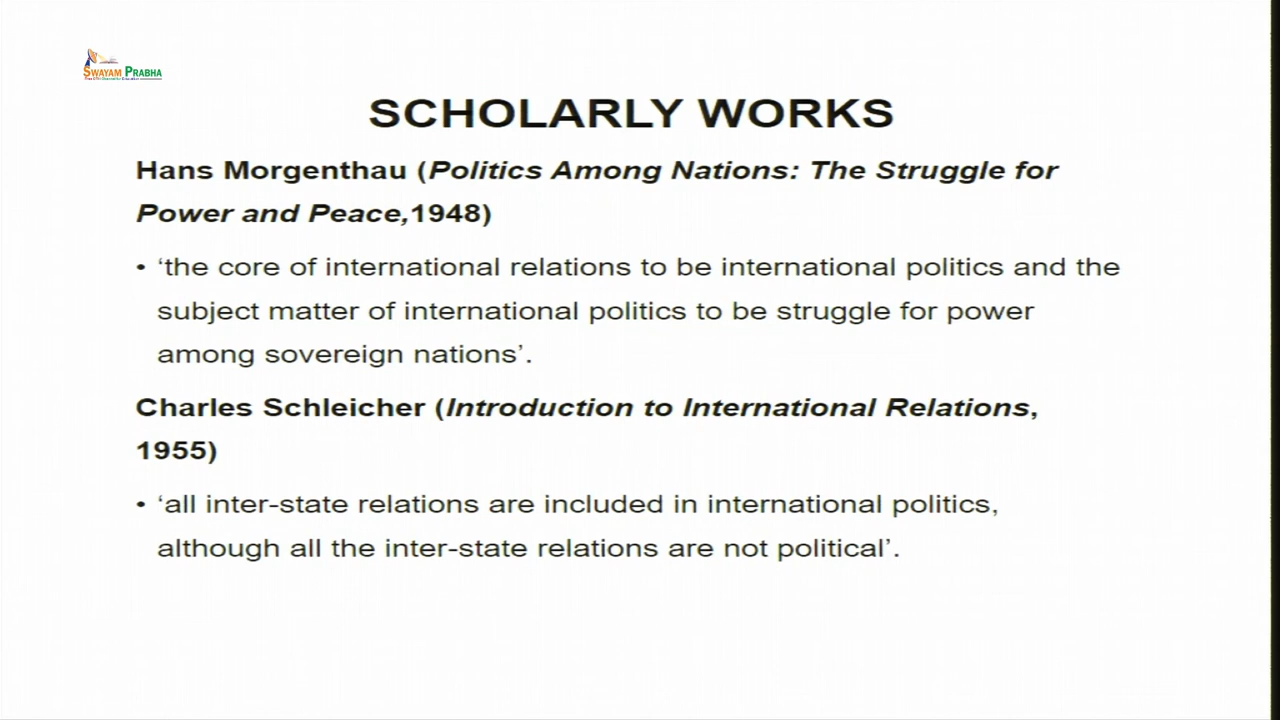 SWAYAM PRABHA
SCHOLARLY WORKS
Hans Morgenthau (Politics Among Nations: The Struggle for
Power and Peace,1948)
• ‘the core of international relations to be international politics and the
subject matter of international politics to be struggle for power
among sovereign nations’.
Charles Schleicher (Introduction to International Relations,
1955)
• ‘all inter-state relations are included in international politics,
although all the inter-state relations are not political’.